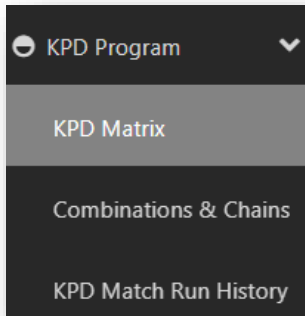 KPD Program
KPD Matrix
Combinations & Chains
KPD Match Run History